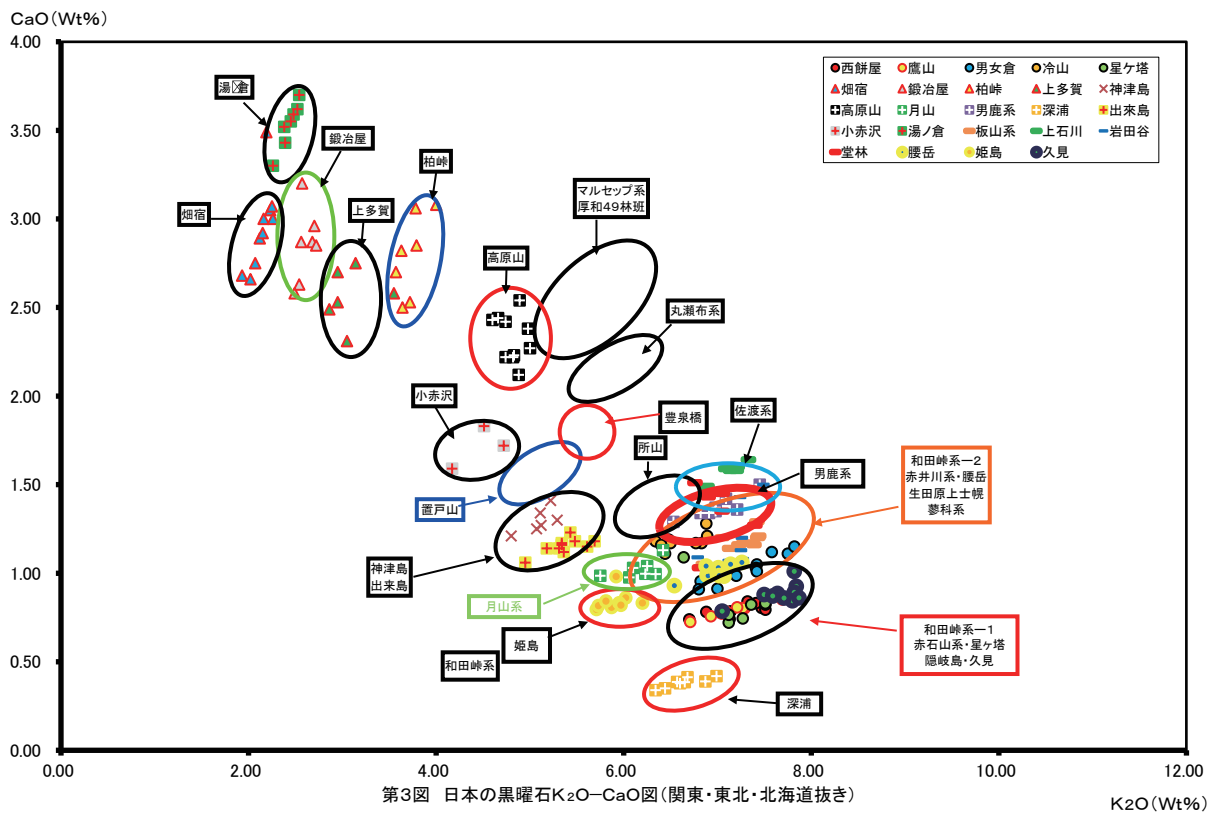 CaO(Wt%)
4.00
3.50
3.00
2.50
2.00
1.50
1.00
0.50
0.00
西餅屋 鷹山 男女倉 冷山 星ケ塔
畑宿 鍛冶屋 柏峠 上多賀 神津島
高原山 月山 男鹿系 深浦 出来島
小赤沢 湯ノ倉 板山系 上石川 岩田谷
堂林 腰岳 姫島 久見
湯倉
鍛冶屋
柏峠
畑宿
上多賀
マルセップ系
厚和49林班
高原山
丸瀬布系
小赤沢
豊泉橋
佐渡系
所山
男鹿系
和田峠系ー2
赤井川系・腰岳
生田原上士幌
蓼科系
置戸山
神津島
出来島
月山系
姫島
和田峠系
和田峠系ー1
赤石山系・星ヶ塔
隠岐島・久見
深浦
0.00 2.00 4.00 6.00 8.00 10.00 12.00
第3図 日本の黒曜石K2O−CaO図(関東・東北・北海道抜き)
K2O(Wt%)